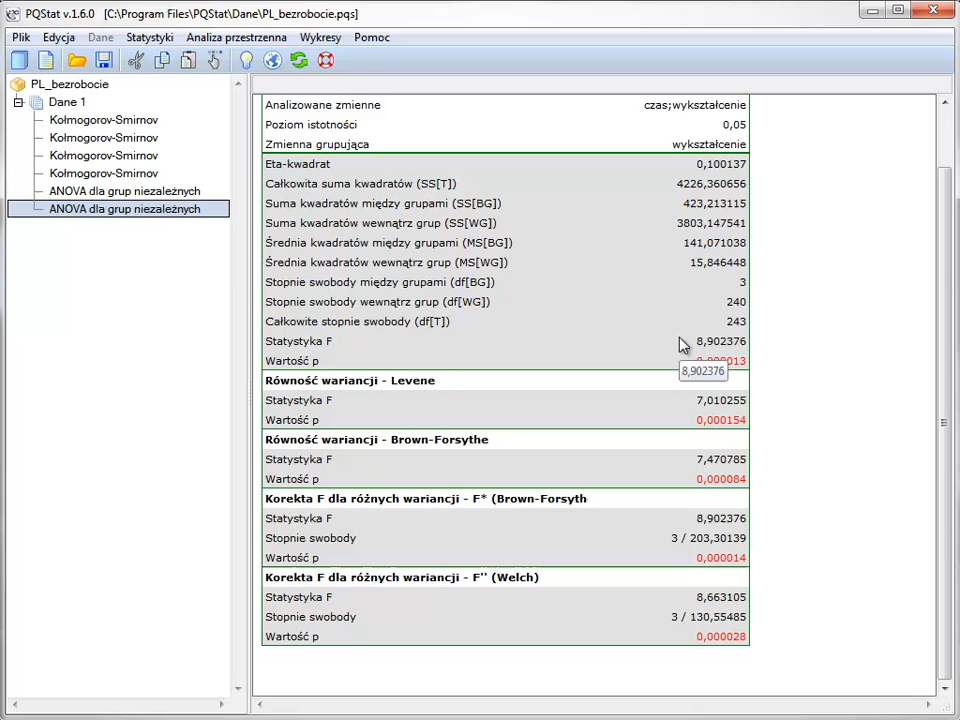 PQStat v.1.6.0 [C:\Program Files\PQStat\Dane\PL_bezrobocie.pqs]
Plik Edycja Dane Statystyki Analiza przestrzenna Wykresy Pomoc
PL_bezrobocie
Dane 1
Kołmogorov-Smirnov
Kołmogorov-Smirnov
Kołmogorov-Smirnov
Kołmogorov-Smirnov
ANOVA dla grup niezależnych
ANOVA dla grup niezależnych
Analizowane zmienne czas;wykształcenie
Poziom istotności 0,05
Zmienna grupująca wykształcenie
Eta-kwadrat 0,100137
Całkowita suma kwadratów (SS[T]) 4226,360656
Suma kwadratów między grupami (SS[BG]) 423,213115
Suma kwadratów wewnątrz grup (SS[WG]) 3803,147541
Średnia kwadratów między grupami (MS[BG]) 141,071038
Średnia kwadratów wewnątrz grup (MS[WG]) 15,846448
Stopnie swobody między grupami (df[BG]) 3
Stopnie swobody wewnątrz grup (df[WG]) 240
Całkowite stopnie swobody (df[T]) 243
Statystyka F 8,902376
Wartość p 0,000013
8,902376
Równość wariancji - Levene
Statystyka F 7,010255
Wartość p 0,000154
Równość wariancji - Brown-Forsythe
Statystyka F 7,470785
Wartość p 0,000084
Korekta F dla różnych wariancji - F* (Brown-Forsyth
Statystyka F 8,902376
Stopnie swobody 3 / 203,30139
Wartość p 0,000014
Korekta F dla różnych wariancji - F'' (Welch)
Statystyka F 8,663105
Stopnie swobody 3 / 130,55485
Wartość p 0,000028